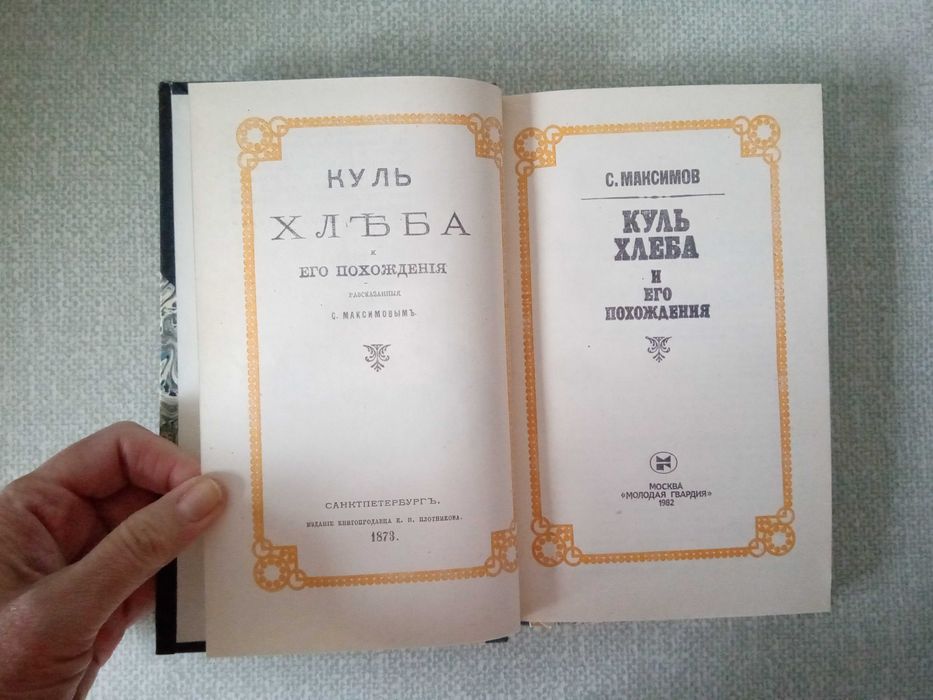 КУЛЬ
ХЛѢБА
и
ЕГО ПОХОЖДЕНІЯ
РАЗСКАЗАННЫЯ
С. МАКСИМОВЫМЪ.
САНКТПЕТЕРБУРГЪ.
ИЗДАНІЕ КНИГОПРОДАВЦА К. Н. ПЛОТНИКОВА.
1873.
С. МАКСИМОВ
КУЛЬ
ХЛЕБА
И
ЕГО
ПОХОЖДЕНИЯ
МОСКВА
«МОЛОДАЯ ГВАРДИЯ»
1982